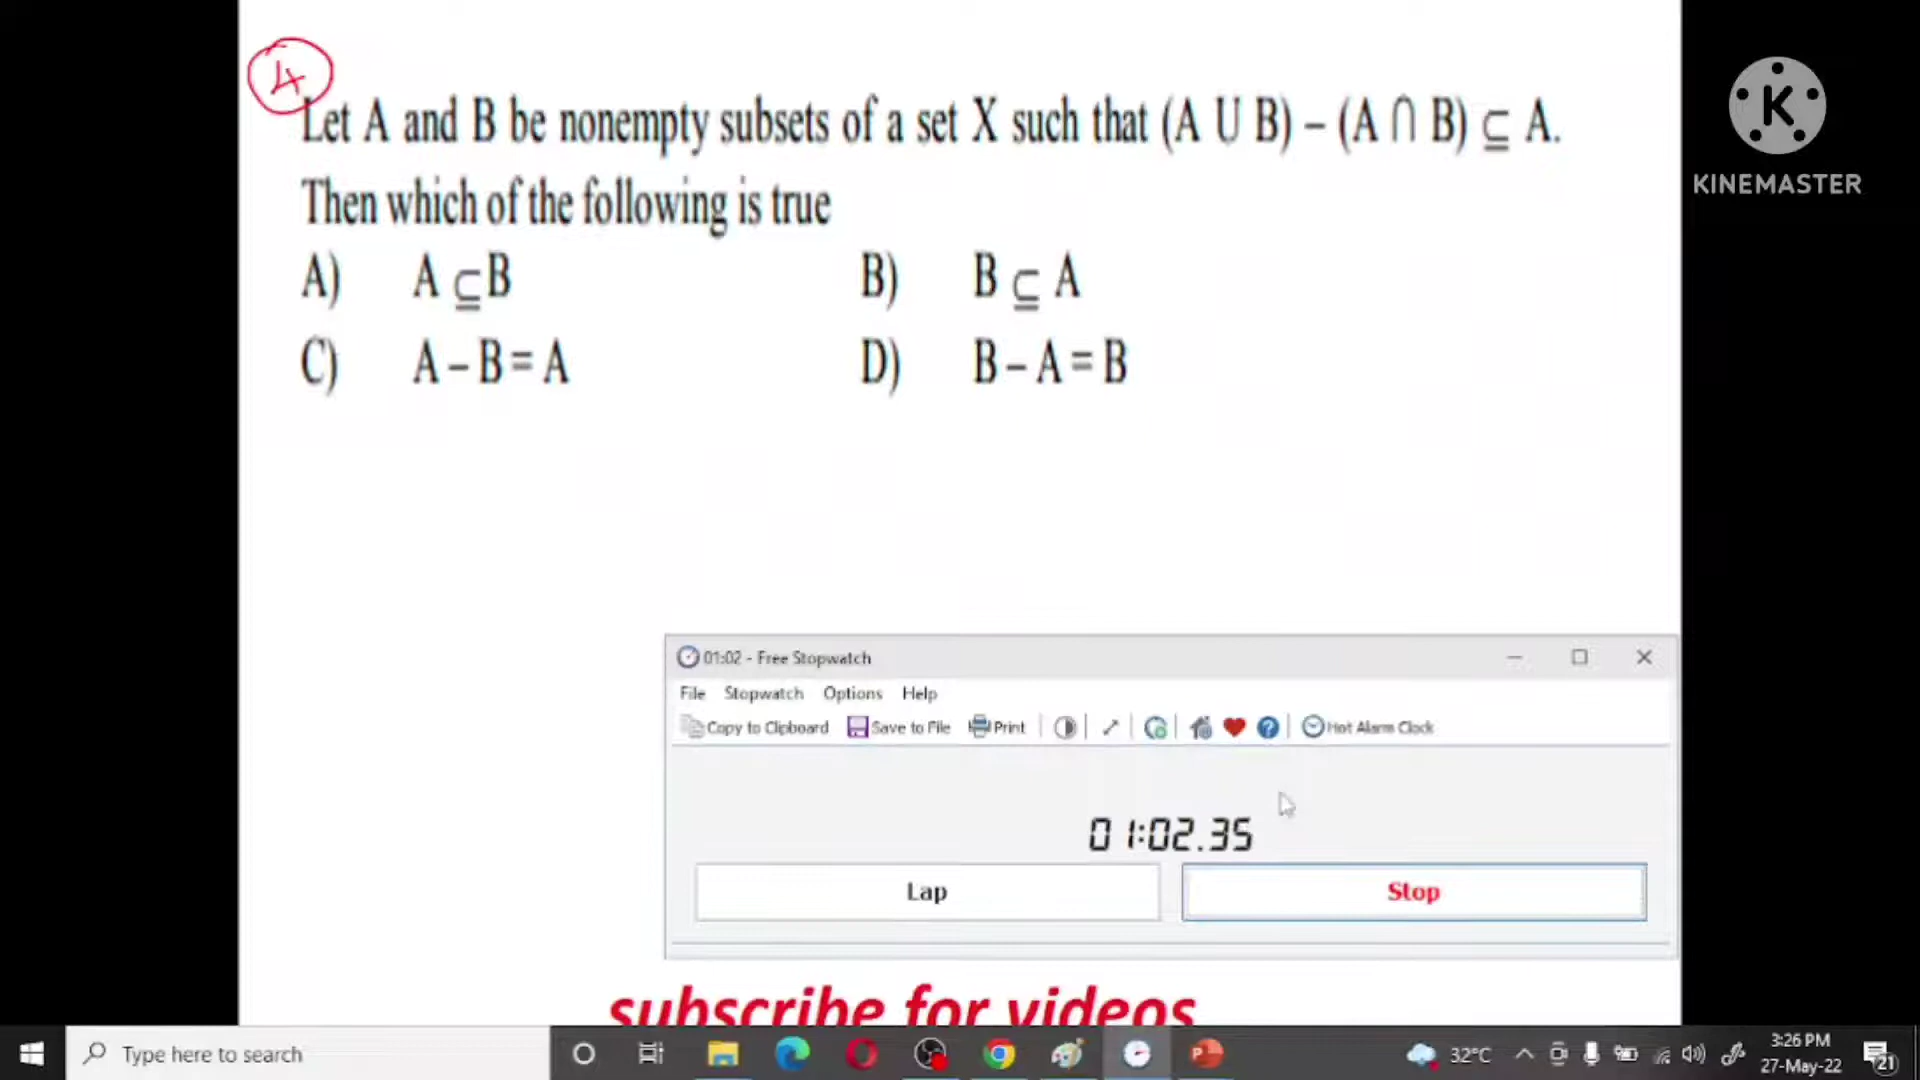 4
Let A and B be nonempty subsets of a set X such that (A U B) – (A ∩ B) ⊆ A.
Then which of the following is true
A) A ⊆ B B) B ⊆ A
C) A – B = A D) B – A = B
KINEMASTER
01:02 - Free Stopwatch
File Stopwatch Options Help
Copy to Clipboard Save to File Print Hot Alarm Clock
01:02.35
Lap Stop
subscribe for videos
Type here to search
32°C
3:26 PM
27-May-22
21